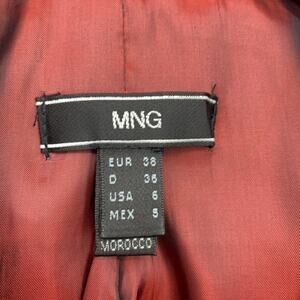 MNG
EUR 38
D 36
USA 6
MEX 5
MOROCCO